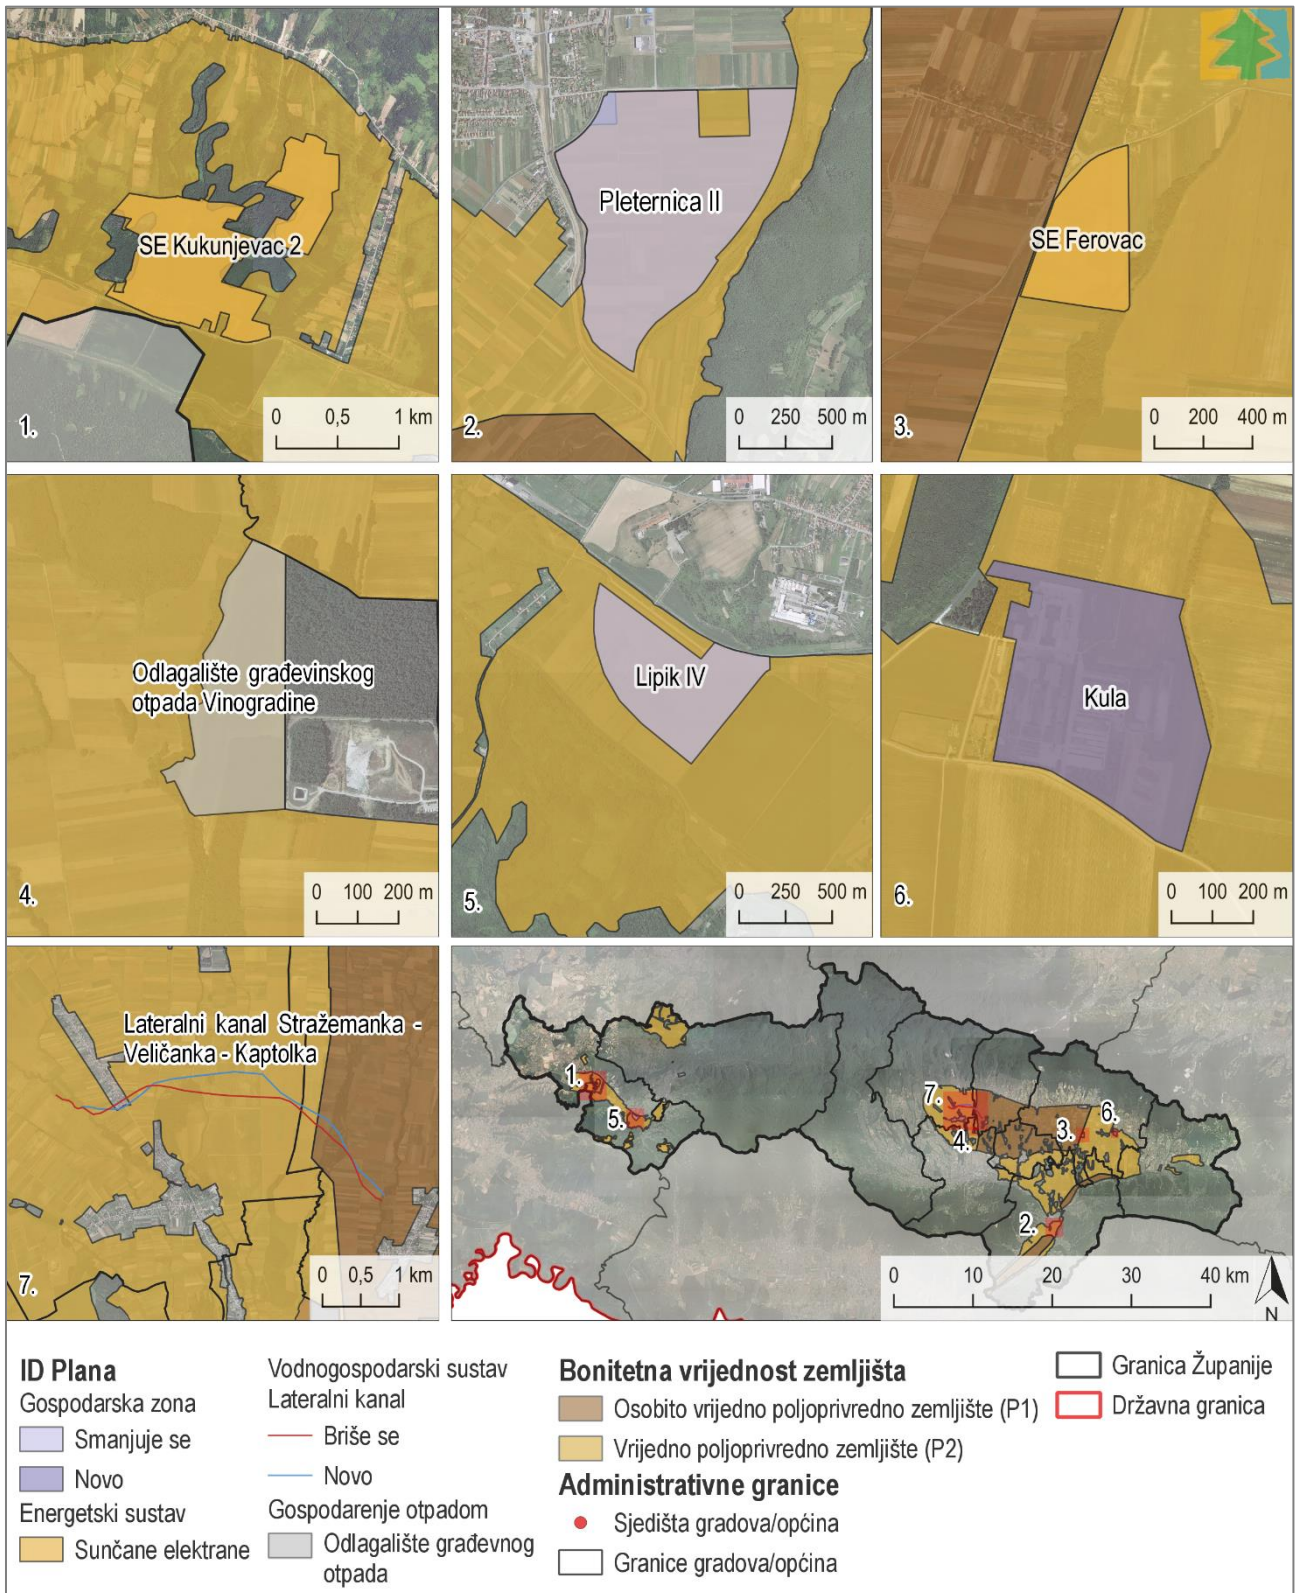 SE Kukunjevac 2
1.
0 0,5 1 km
Pleternica II
2.
0 250 500 m
SE Ferovac
3.
0 200 400 m
Odlagalište građevinskog
otpada Vinogradine
4.
0 100 200 m
Lipik IV
5.
0 250 500 m
Kula
6.
0 100 200 m
Lateralni kanal Stražemanka -
Veličanka - Kaptolka
7.
0 0,5 1 km
1.
5.
7.
4.
3.
6.
2.
0 10 20 30 40 km
N
ID Plana
Gospodarska zona
Smanjuje se
Novo
Energetski sustav
Sunčane elektrane
Vodnogospodarski sustav
Lateralni kanal
Briše se
Novo
Gospodarenje otpadom
Odlagalište građevnog
otpada
Bonitetna vrijednost zemljišta
Osobito vrijedno poljoprivredno zemljište (P1)
Vrijedno poljoprivredno zemljište (P2)
Administrativne granice
Sjedišta gradova/općina
Granice gradova/općina
Granica Županije
Državna granica